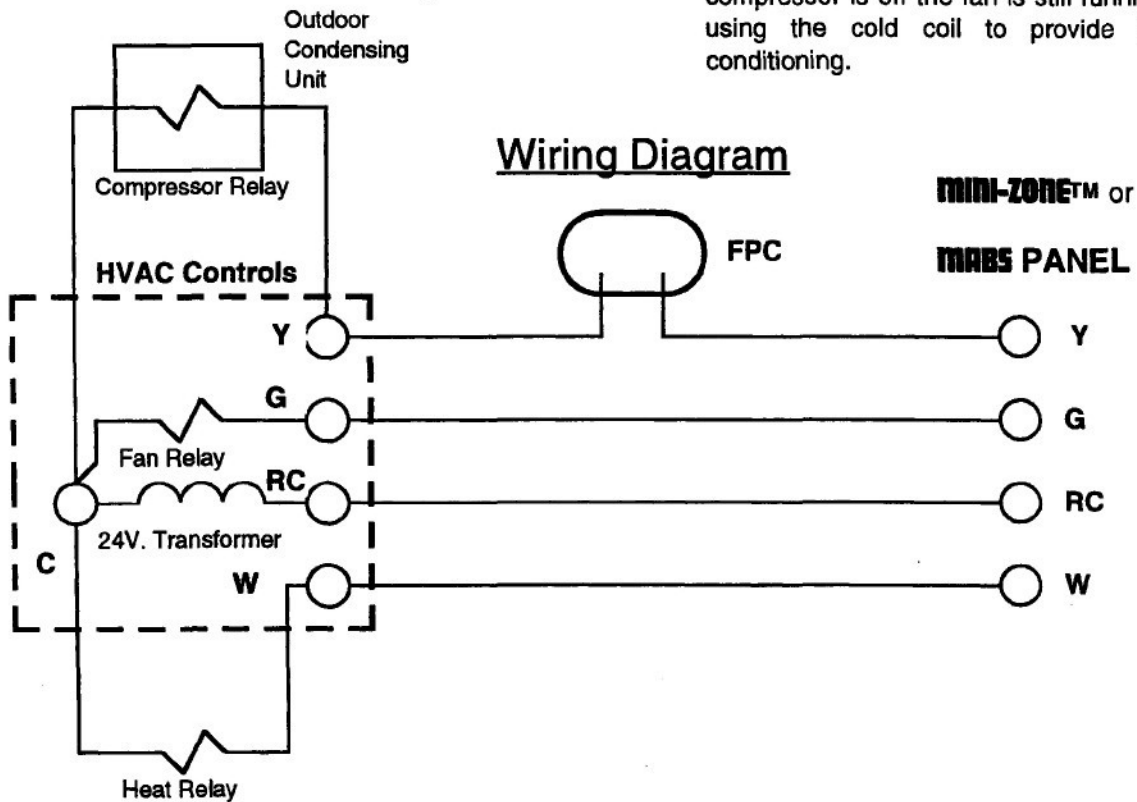 compressor is off the fan is still
using the cold coil to provide
conditioning.
Outdoor
Condensing
Unit
Compressor Relay
Wiring Diagram
MINI-ZONE™ or
MABS PANEL
FPC
HVAC Controls
Y
Y
G
G
Fan Relay
RC
RC
24V. Transformer
C
W
W
Heat Relay